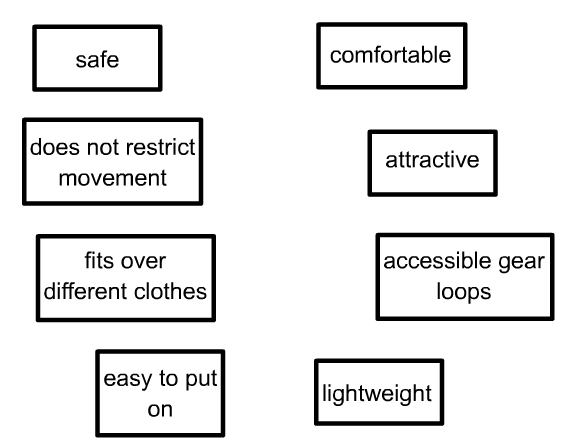 safe
comfortable
does not restrict
movement
attractive
fits over
different clothes
accessible gear
loops
easy to put
on
lightweight